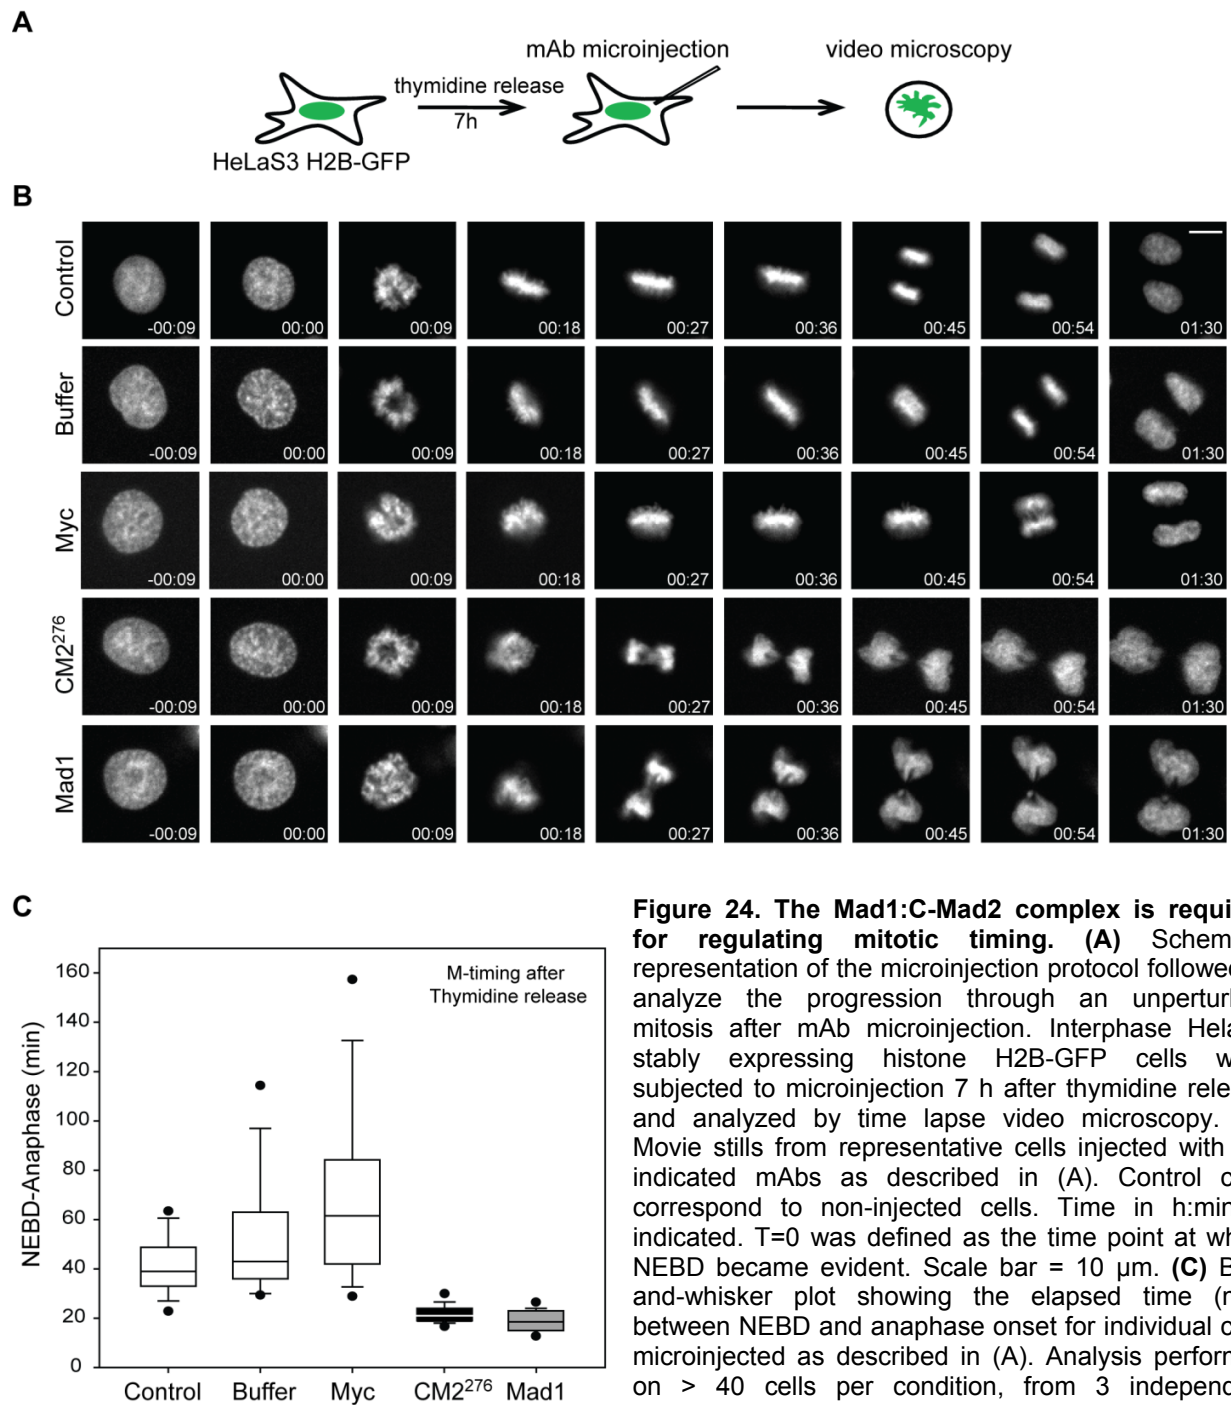 A
mAb microinjection
video microscopy
thymidine release
7h
HeLaS3 H2B-GFP
B
Control
-00:09
00:00
00:09
00:18
00:27
00:36
00:45
00:54
01:30
Buffer
-00:09
00:00
00:09
00:18
00:27
00:36
00:45
00:54
01:30
Myc
-00:09
00:00
00:09
00:18
00:27
00:36
00:45
00:54
01:30
CM2²⁷⁶
-00:09
00:00
00:09
00:18
00:27
00:36
00:45
00:54
01:30
Mad1
-00:09
00:00
00:09
00:18
00:27
00:36
00:45
00:54
01:30
C
M-timing after
Thymidine release
NEBD-Anaphase (min)
160
140
120
100
80
60
40
20
0
Control Buffer Myc CM2²⁷⁶ Mad1
Figure 24. The Mad1:C-Mad2 complex is requi
for regulating mitotic timing. (A) Schem
representation of the microinjection protocol followe
analyze the progression through an unperturl
mitosis after mAb microinjection. Interphase Hela
stably expressing histone H2B-GFP cells w
subjected to microinjection 7 h after thymidine rele
and analyzed by time lapse video microscopy.
Movie stills from representative cells injected with
indicated mAbs as described in (A). Control c
correspond to non-injected cells. Time in h:min
indicated. T=0 was defined as the time point at wh
NEBD became evident. Scale bar = 10 µm. (C) B
and-whisker plot showing the elapsed time (n
between NEBD and anaphase onset for individual c
microinjected as described in (A). Analysis perform
on > 40 cells per condition, from 3 independ